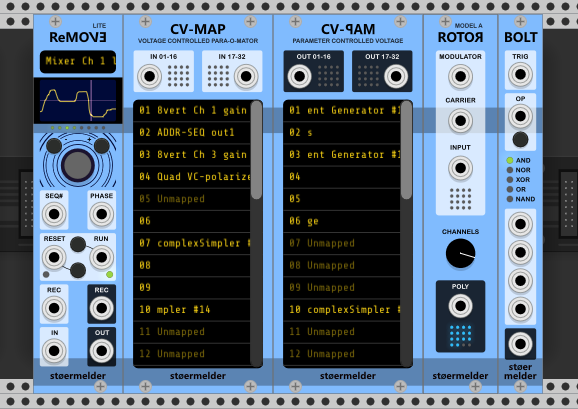 LITE
ReMOVE
Mixer Ch 1 l
SEQ# PHASE
RESET RUN
REC REC
IN OUT
støermelder
CV-MAP
VOLTAGE CONTROLLED PARA-O-MATOR
IN 01-16 IN 17-32
01 8vert Ch 1 gain
02 ADDR-SEQ out1
03 8vert Ch 3 gain
04 Quad VC-polarize
05 Unmapped
06
07 complexSimpler #
08
09
10 mpler #14
11 Unmapped
12 Unmapped
støermelder
CV-PAM
PARAMETER CONTROLLED VOLTAGE
OUT 01-16 OUT 17-32
01 ent Generator #1
02 s
03 ent Generator #1
04
05
06 ge
07 Unmapped
08 Unmapped
09 Unmapped
10 complexSimpler #
11 Unmapped
12 Unmapped
støermelder
MODEL A
ROTOR
MODULATOR
CARRIER
INPUT
CHANNELS
POLY
støermelder
BOLT
TRIG
OP
AND
NOR
XOR
OR
NAND
støer
melder